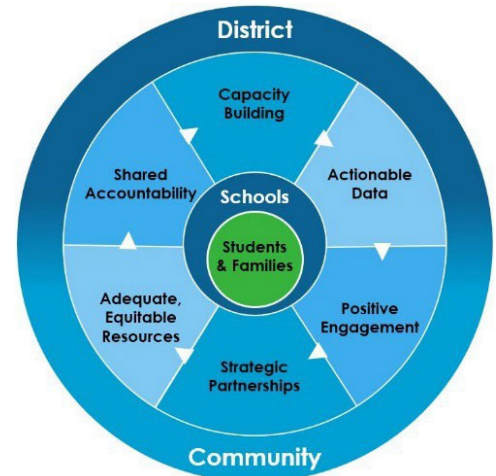 District
Capacity
Building
Shared
Accountability
Actionable
Data
Schools
Students
& Families
Adequate,
Equitable
Resources
Positive
Engagement
Strategic
Partnerships
Community